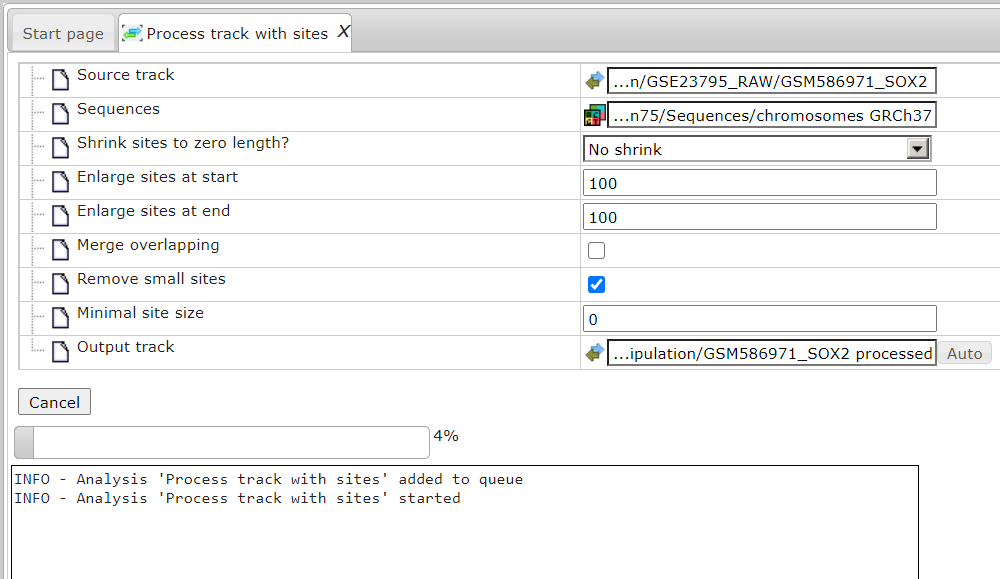 Start page
Process track with sites X
Source track
...n/GSE23795_RAW/GSM586971_SOX2
Sequences
...n75/Sequences/chromosomes GRCh37
Shrink sites to zero length?
No shrink
Enlarge sites at start
100
Enlarge sites at end
100
Merge overlapping
Remove small sites
Minimal site size
0
Output track
...ipulation/GSM586971_SOX2 processed
Auto
Cancel
4%
INFO - Analysis 'Process track with sites' added to queue
INFO - Analysis 'Process track with sites' started